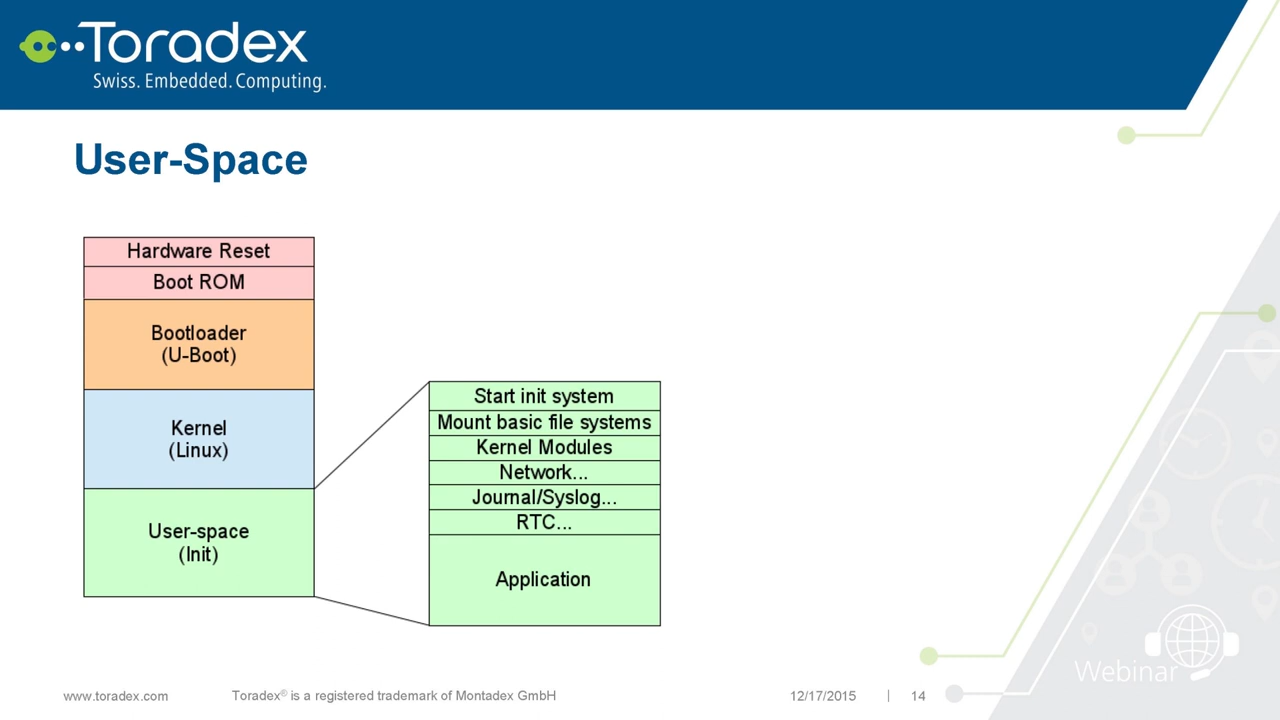 Toradex
Swiss. Embedded. Computing.
User-Space
Hardware Reset
Boot ROM
Bootloader
(U-Boot)
Kernel
(Linux)
User-space
(Init)
Start init system
Mount basic file systems
Kernel Modules
Network...
Journal/Syslog...
RTC...
Application
Webinar
www.toradex.com
Toradex® is a registered trademark of Montadex GmbH
12/17/2015 | 14